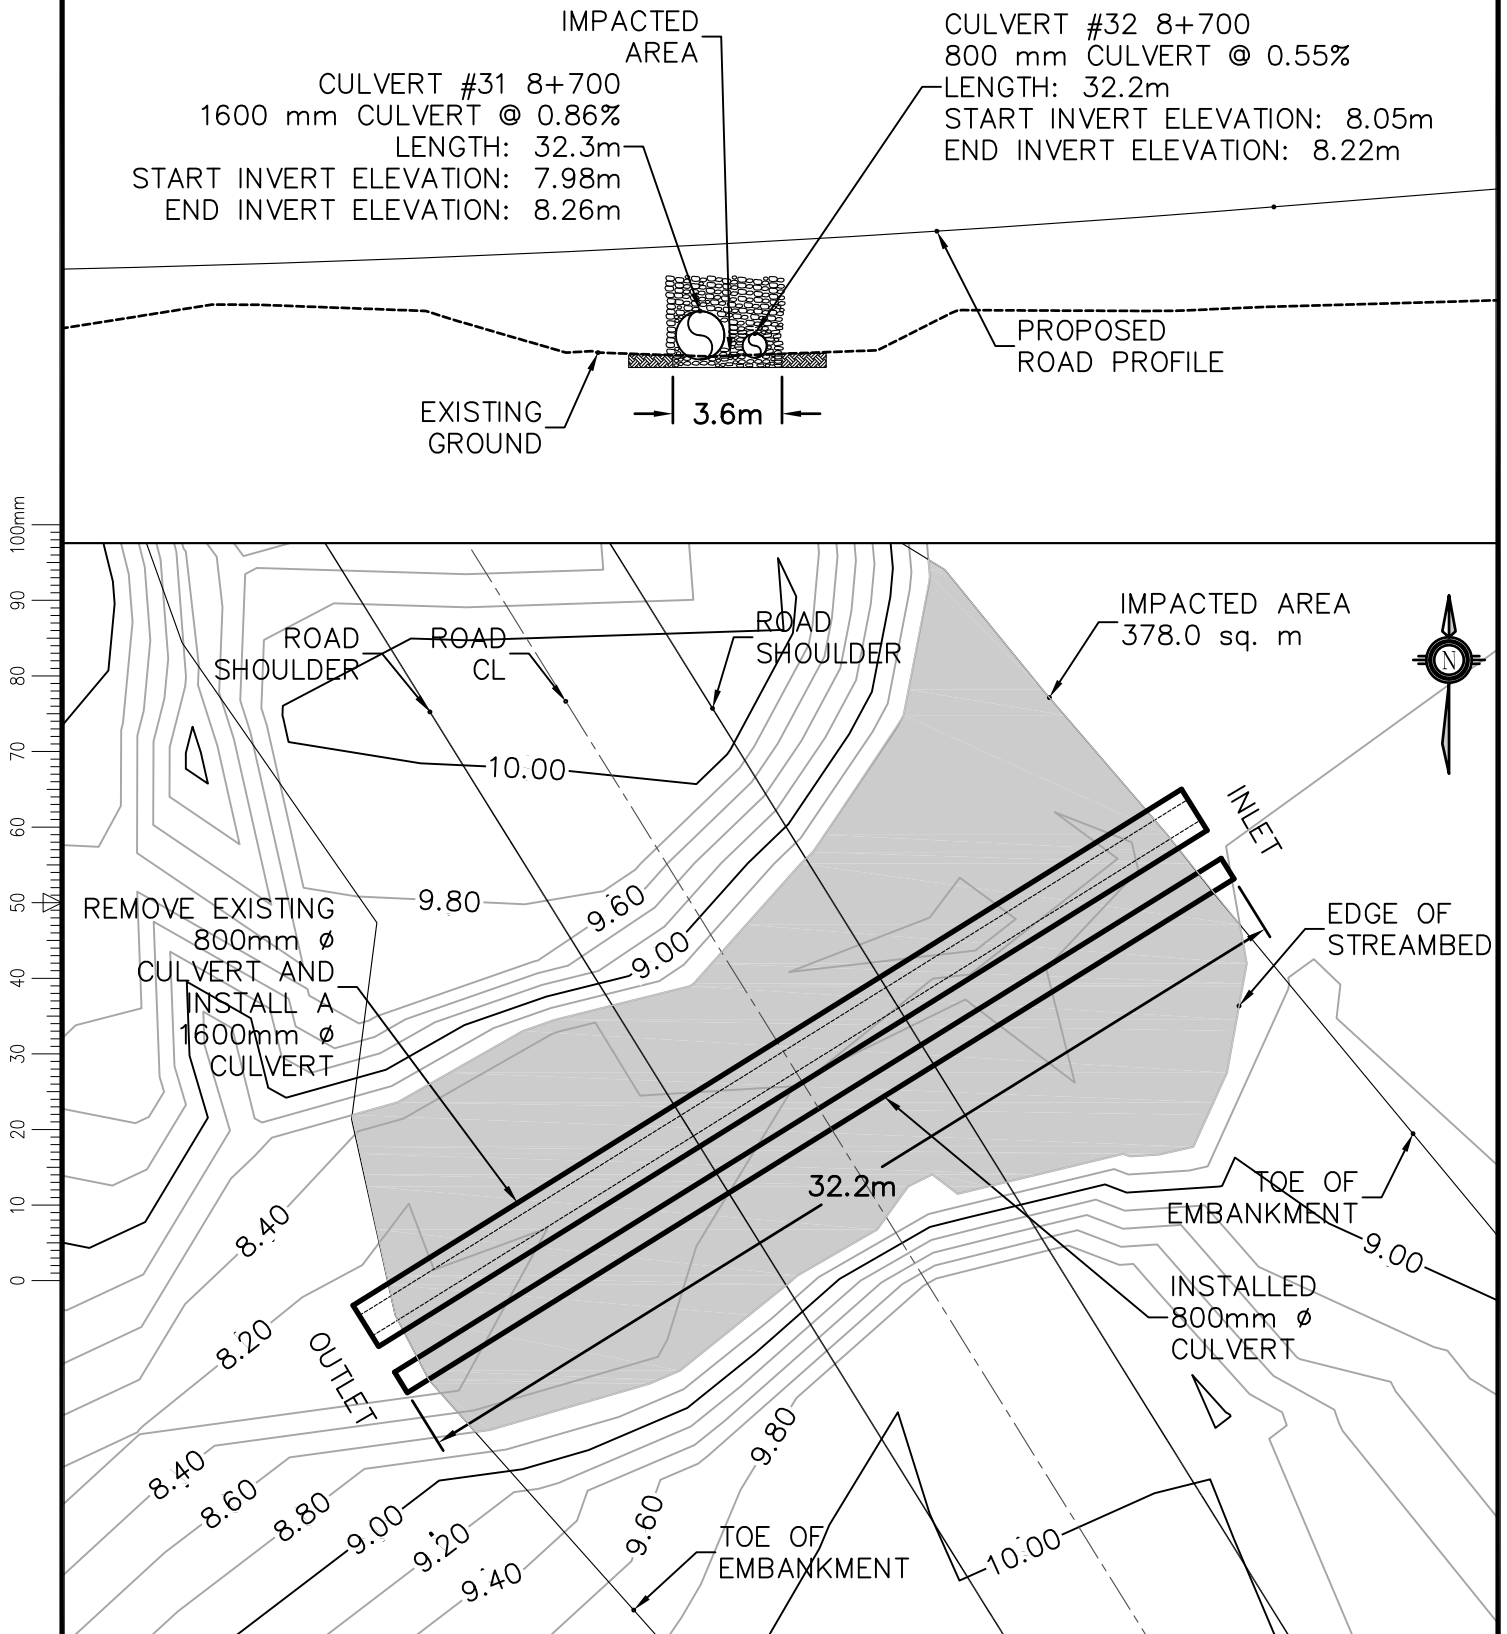 IMPACTED
AREA
CULVERT #31 8+700
1600 mm CULVERT @ 0.86%
LENGTH: 32.3m
START INVERT ELEVATION: 7.98m
END INVERT ELEVATION: 8.26m
CULVERT #32 8+700
800 mm CULVERT @ 0.55%
LENGTH: 32.2m
START INVERT ELEVATION: 8.05m
END INVERT ELEVATION: 8.22m
PROPOSED
ROAD PROFILE
EXISTING
GROUND
3.6m
100mm
90
80
70
60
50
40
30
20
10
0
ROAD
SHOULDER
ROAD
CL
ROAD
SHOULDER
IMPACTED AREA
378.0 sq. m
N
10.00
INLET
9.80
9.60
9.00
REMOVE EXISTING
800mm ø
CULVERT AND
INSTALL A
1600mm ø
CULVERT
EDGE OF
STREAMBED
32.2m
TOE OF
EMBANKMENT
9.00
8.40
8.20
OUTLET
INSTALLED
800mm ø
CULVERT
8.40
8.60
8.80
9.00
9.20
9.40
9.60
9.80
TOE OF
EMBANKMENT
10.00